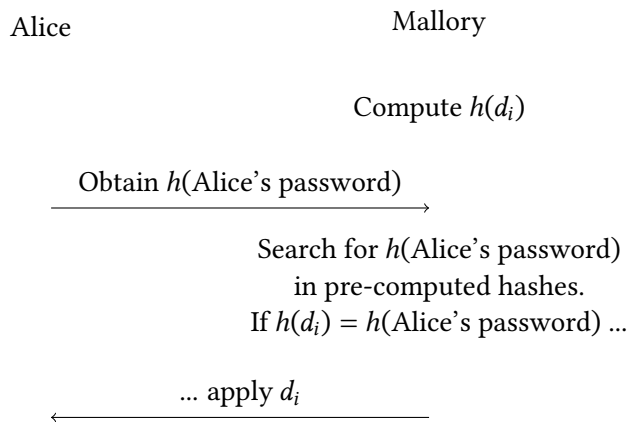 Alice
Mallory
Compute h(dᵢ)
Obtain h(Alice's password)
Search for h(Alice's password)
in pre-computed hashes.
If h(dᵢ) = h(Alice's password) ...
... apply dᵢ